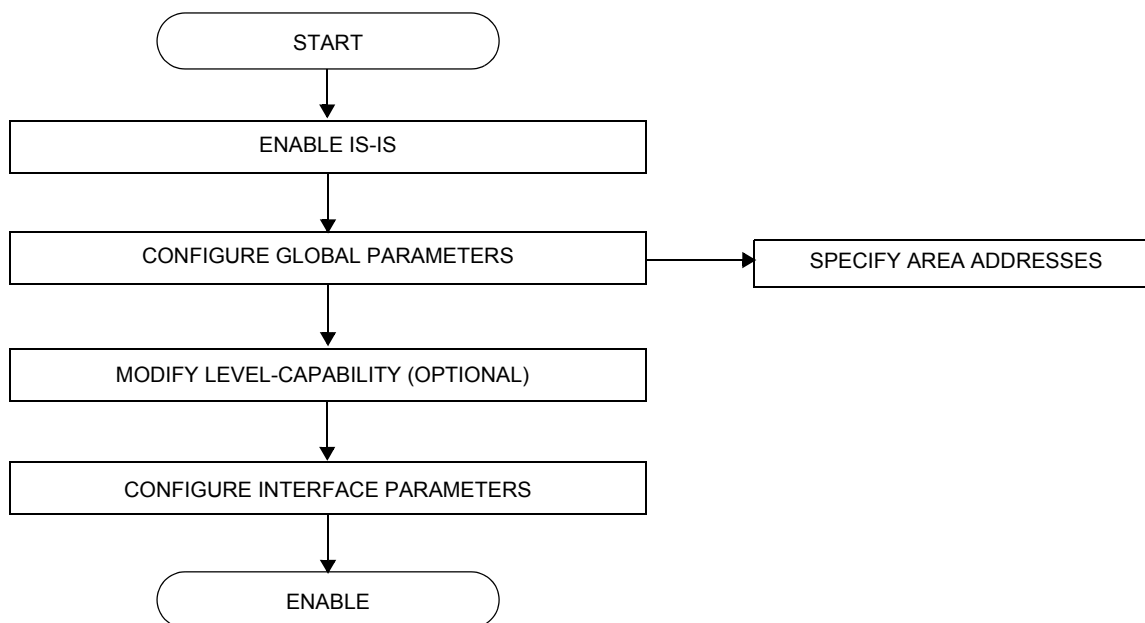 START
ENABLE IS-IS
CONFIGURE GLOBAL PARAMETERS
SPECIFY AREA ADDRESSES
MODIFY LEVEL-CAPABILITY (OPTIONAL)
CONFIGURE INTERFACE PARAMETERS
ENABLE